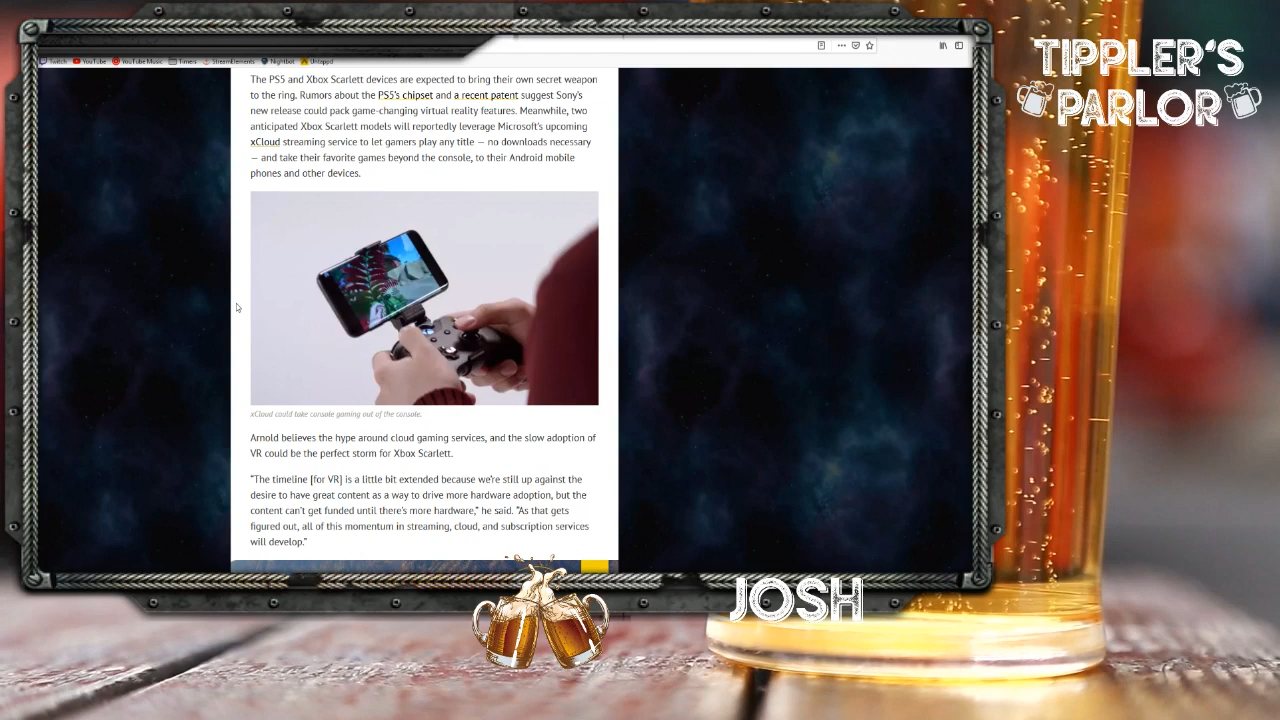 TIPPLER'S
PARLOR
Twitch YouTube YouTube Music Timers StreamElements Nightbot Untappd
The PS5 and Xbox Scarlett devices are expected to bring their own secret weapon
to the ring. Rumors about the PS5's chipset and a recent patent suggest Sony's
new release could pack game-changing virtual reality features. Meanwhile, two
anticipated Xbox Scarlett models will reportedly leverage Microsoft's upcoming
xCloud streaming service to let gamers play any title — no downloads necessary
— and take their favorite games beyond the console, to their Android mobile
phones and other devices.
xCloud could take console gaming out of the console.
Arnold believes the hype around cloud gaming services, and the slow adoption of
VR could be the perfect storm for Xbox Scarlett.
“The timeline [for VR] is a little bit extended because we're still up against the
desire to have great content as a way to drive more hardware adoption, but the
content can't get funded until there's more hardware,” he said. “As that gets
figured out, all of this momentum in streaming, cloud, and subscription services
will develop.”
JOSH